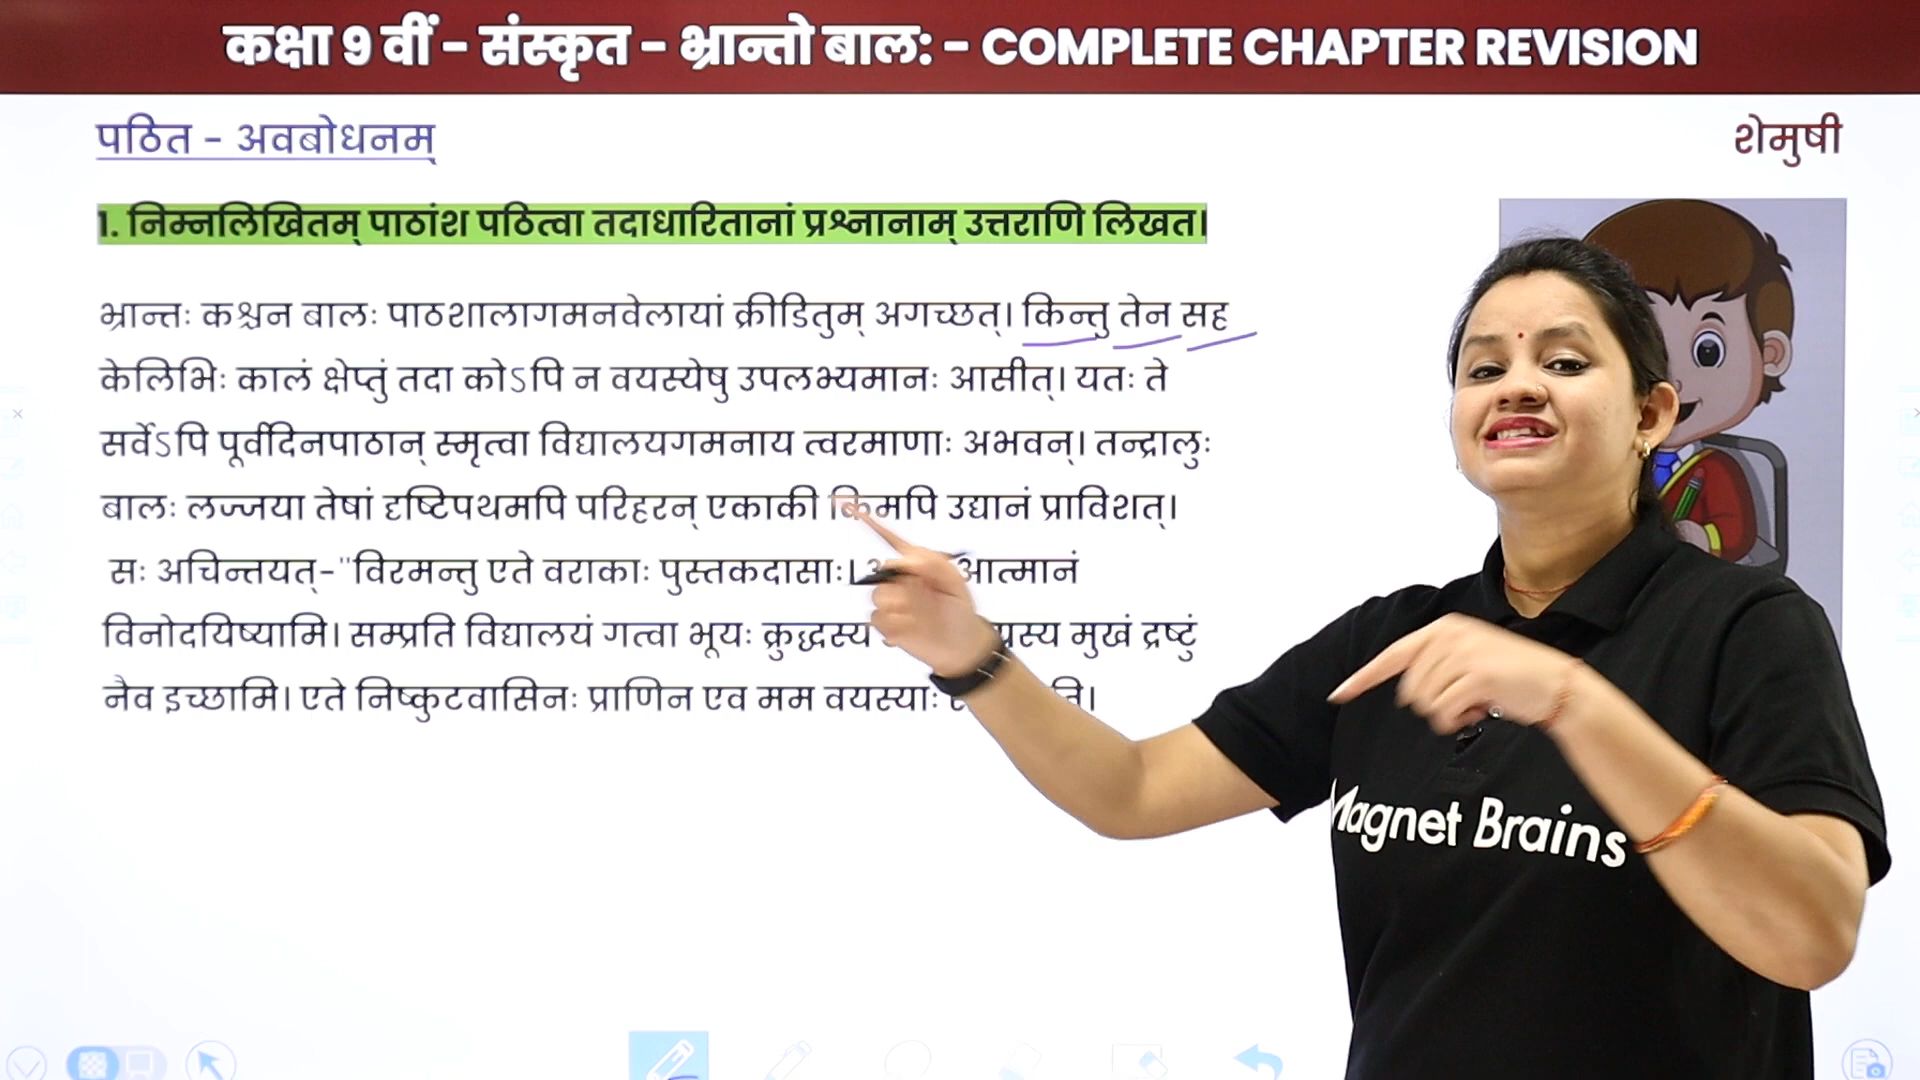 कक्षा 9 वीं - संस्कृत - भ्रान्तो बाल: - COMPLETE CHAPTER REVISION
पठित - अवबोधनम्
शेमुषी
1. निम्नलिखितम् पाठांश पठित्वा तदाधारितानां प्रश्नानाम् उत्तराणि लिखत।
भ्रान्तः कश्चन बालः पाठशालागमनवेलायां क्रीडितुम् अगच्छत्। किन्तु तेन सह
केलिभिः कालं क्षेप्तुं तदा कोऽपि न वयस्येषु उपलभ्यमानः आसीत्। यतः ते
सर्वेऽपि पूर्वदिनपाठान् स्मृत्वा विद्यालयगमनाय त्वरमाणाः अभवन्। तन्द्रालुः
बालः लज्जया तेषां दृष्टिपथमपि परिहरन् एकाकी किमपि उद्यानं प्राविशत्।
सः अचिन्तयत्-"विरमन्तु एते वराकाः पुस्तकदासाः। आत्मानं
विनोदयिष्यामि। सम्प्रति विद्यालयं गत्वा भूयः क्रुद्धस्य मुखं द्रष्टुं
नैव इच्छामि। एते निष्कुटवासिनः प्राणिन एव मम वयस्याः
Magnet Brains